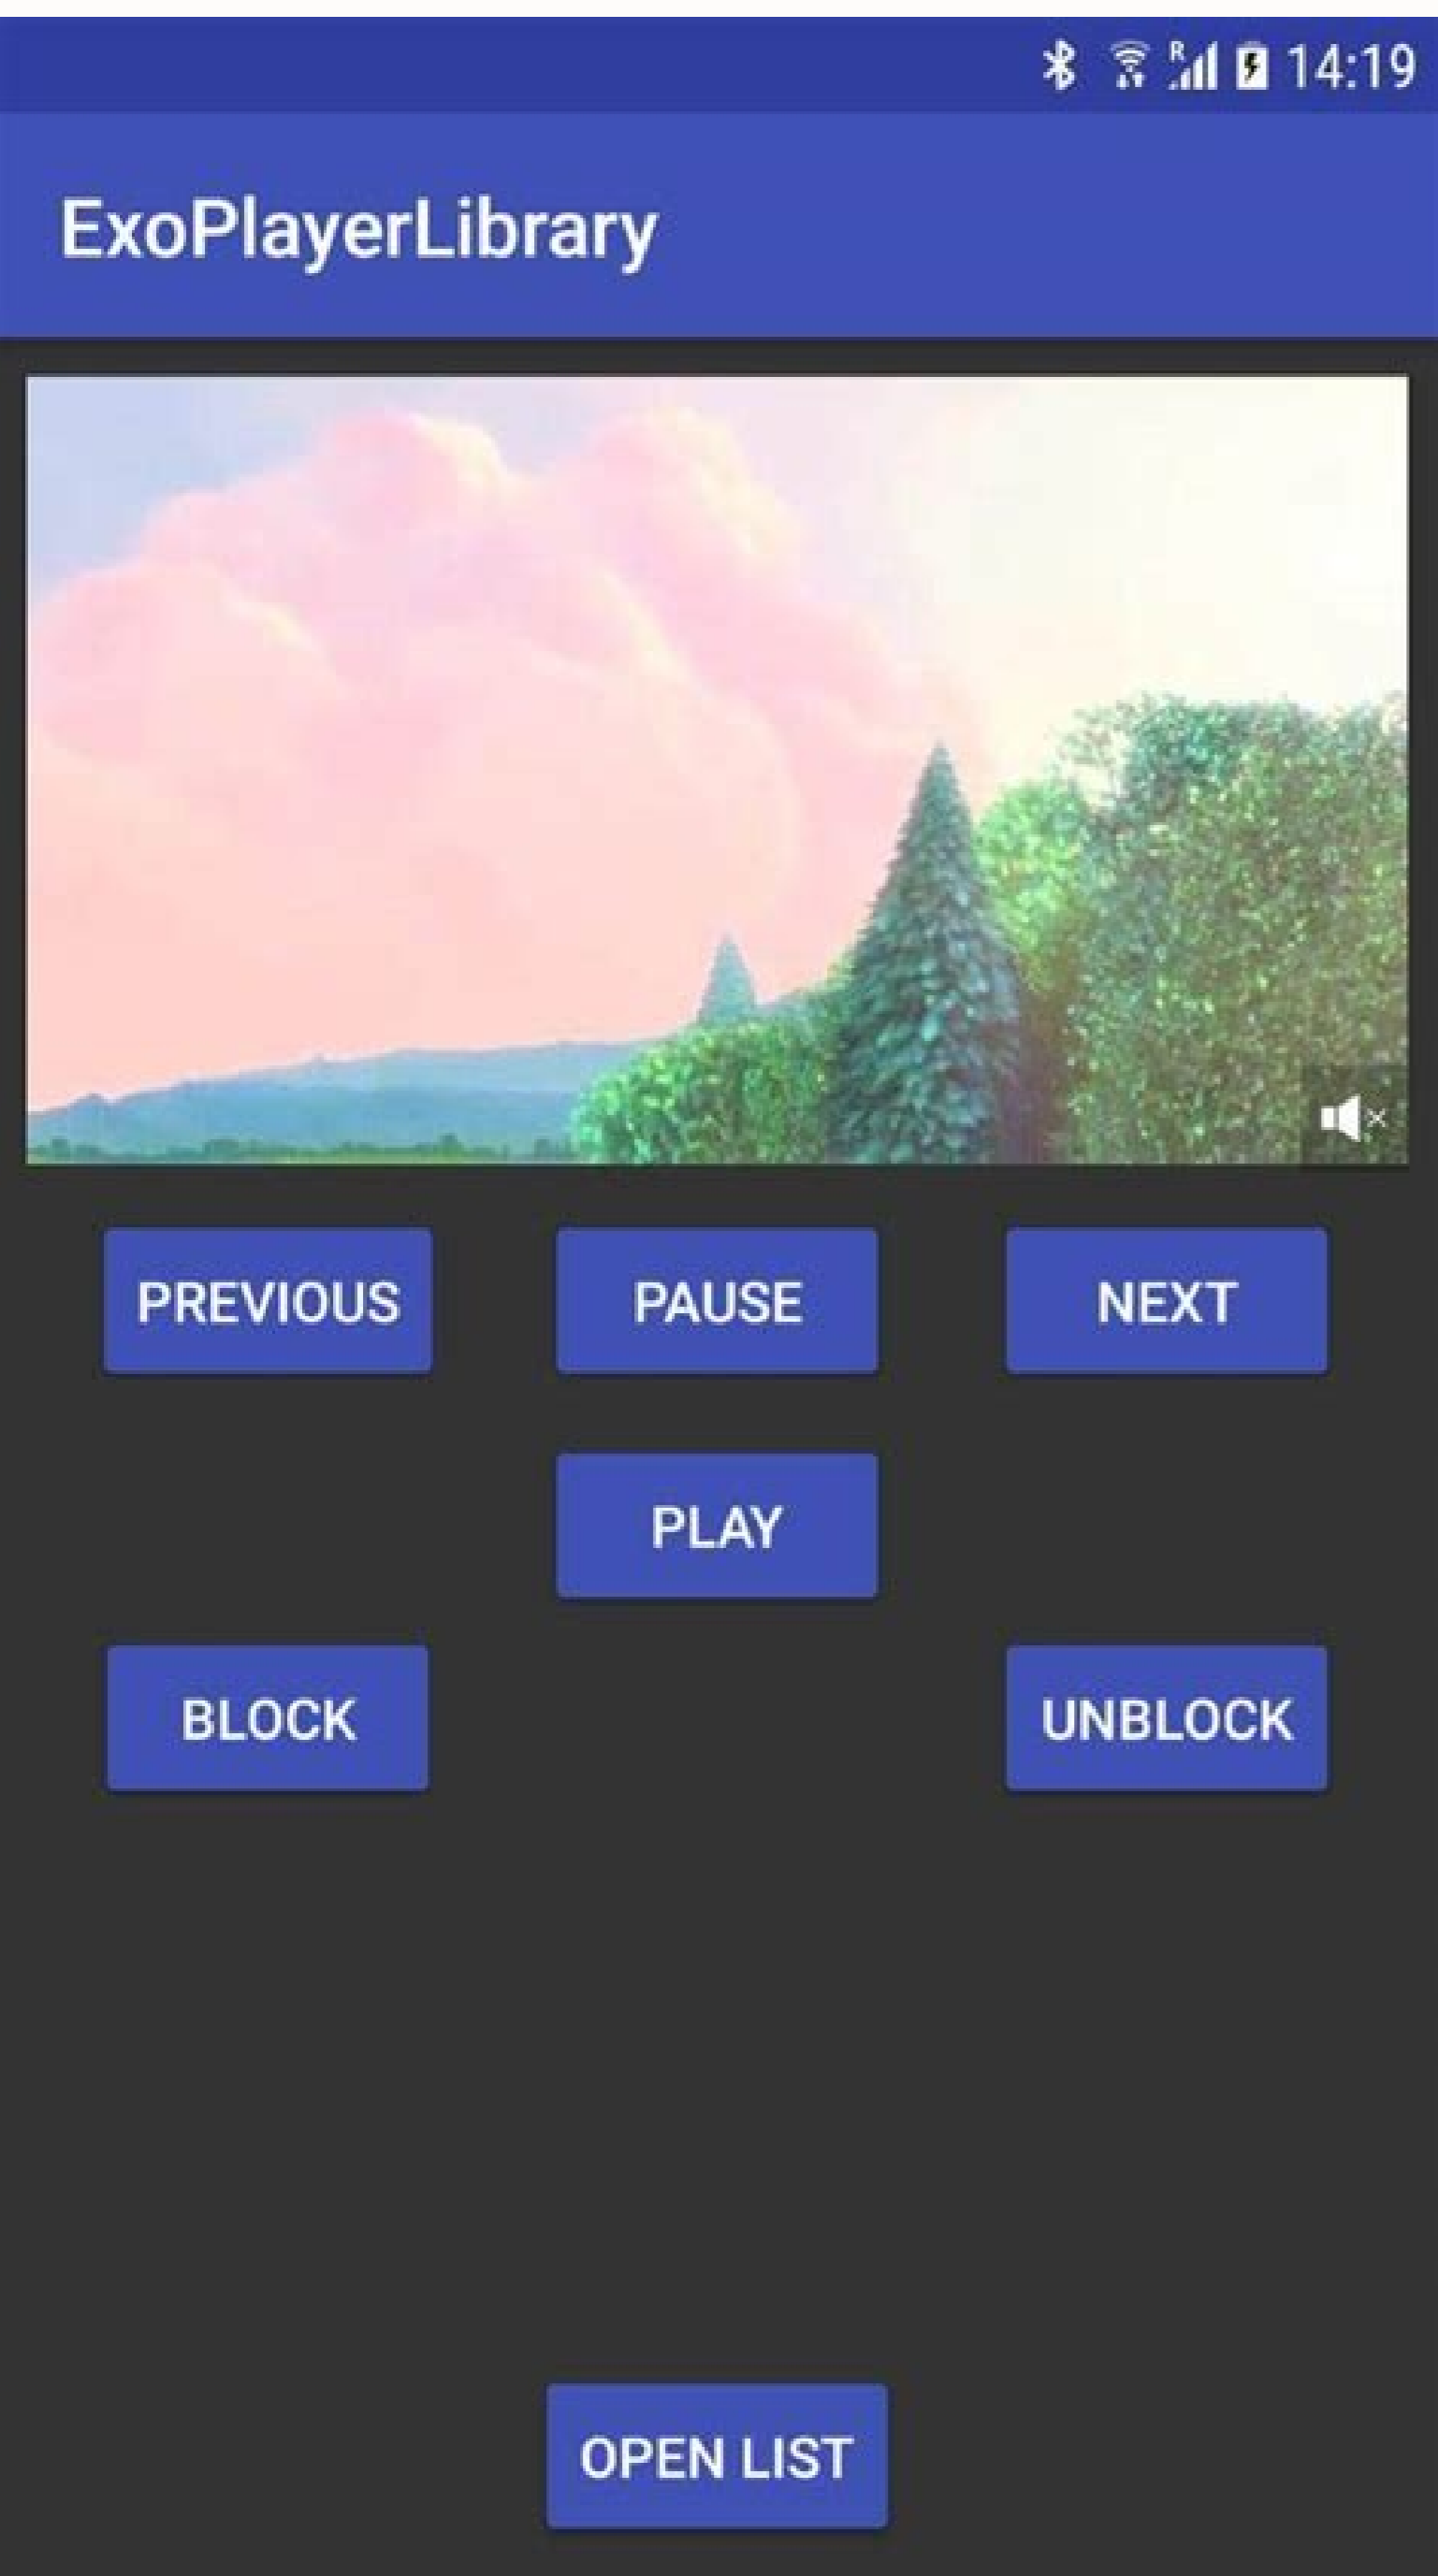 R 14:19
ExoPlayerLibrary
PREVIOUS PAUSE NEXT
PLAY
BLOCK UNBLOCK
OPEN LIST